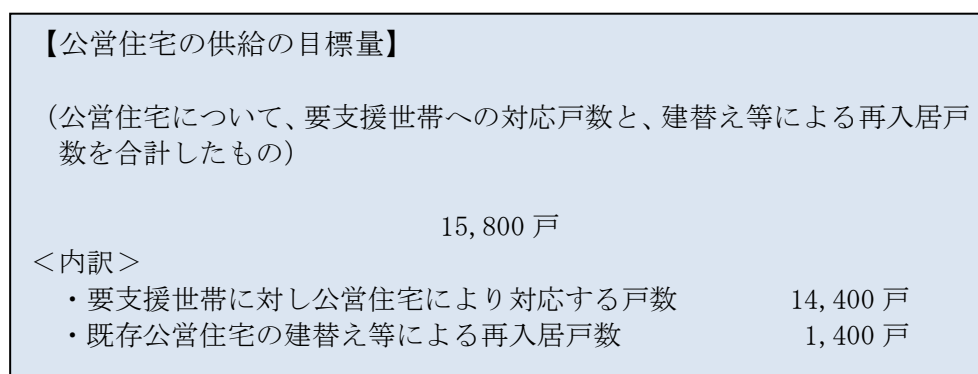 【公営住宅の供給の目標量】
（公営住宅について、要支援世帯への対応戸数と、建替え等による再入居戸
数を合計したもの）
15,800 戸
＜内訳＞
・要支援世帯に対し公営住宅により対応する戸数　14,400 戸
・既存公営住宅の建替え等による再入居戸数　1,400 戸